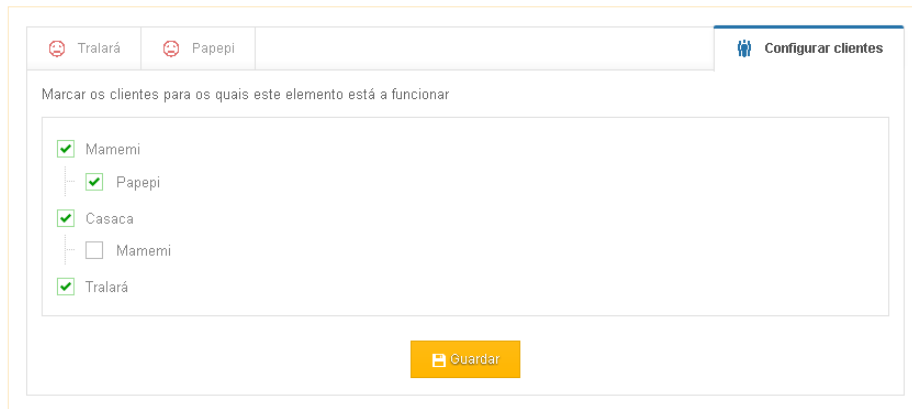 Tralará Papepi Configurar clientes
Marcar os clientes para os quais este elemento está a funcionar
Mamemi
Papepi
Casaca
Mamemi
Tralará
Guardar